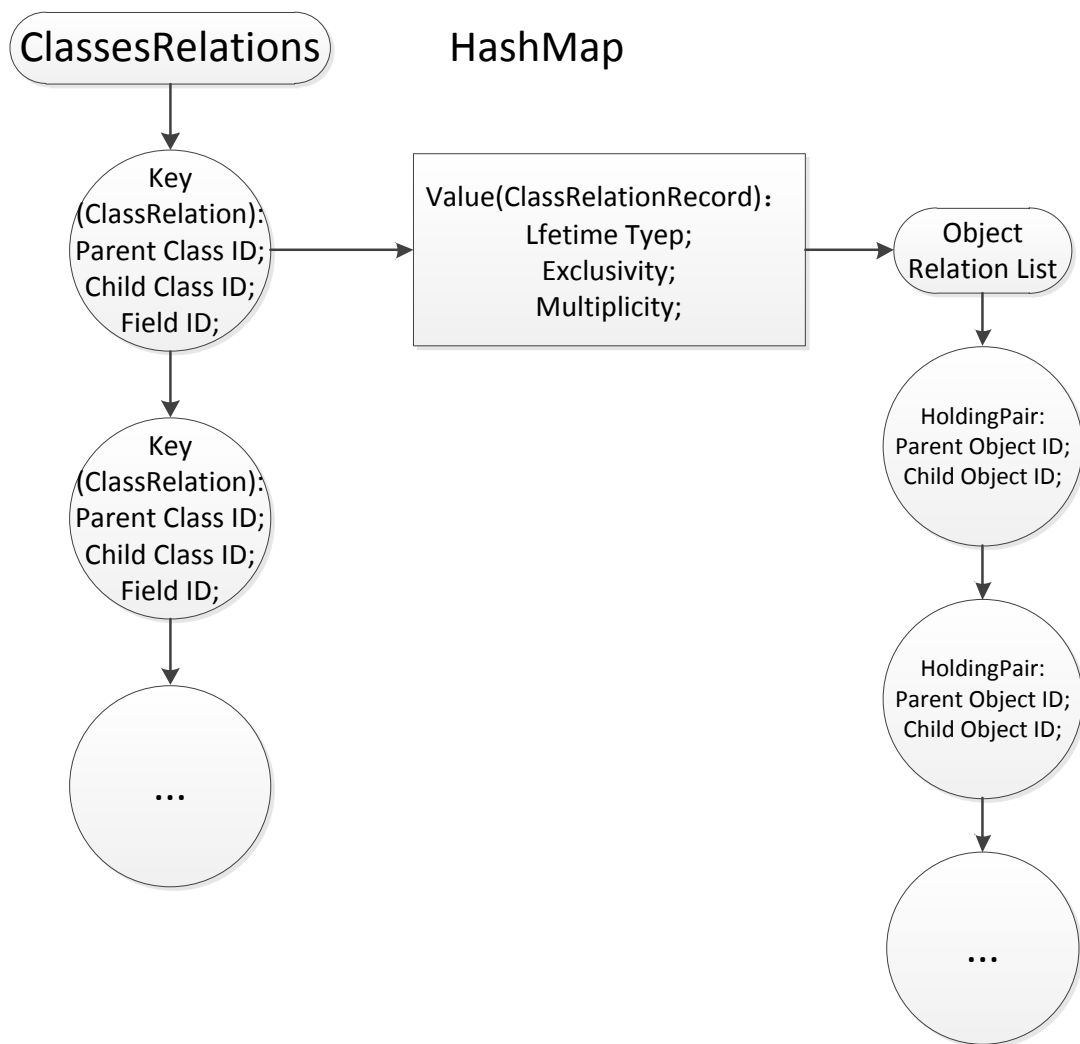 ClassesRelations
HashMap
Key
(ClassRelation):
Parent Class ID;
Child Class ID;
Field ID;
Value(ClassRelationRecord)：
Lfetime Tyep;
Exclusivity;
Multiplicity;
Object
Relation List
HoldingPair:
Parent Object ID;
Child Object ID;
Key
(ClassRelation):
Parent Class ID;
Child Class ID;
Field ID;
HoldingPair:
Parent Object ID;
Child Object ID;
...
...